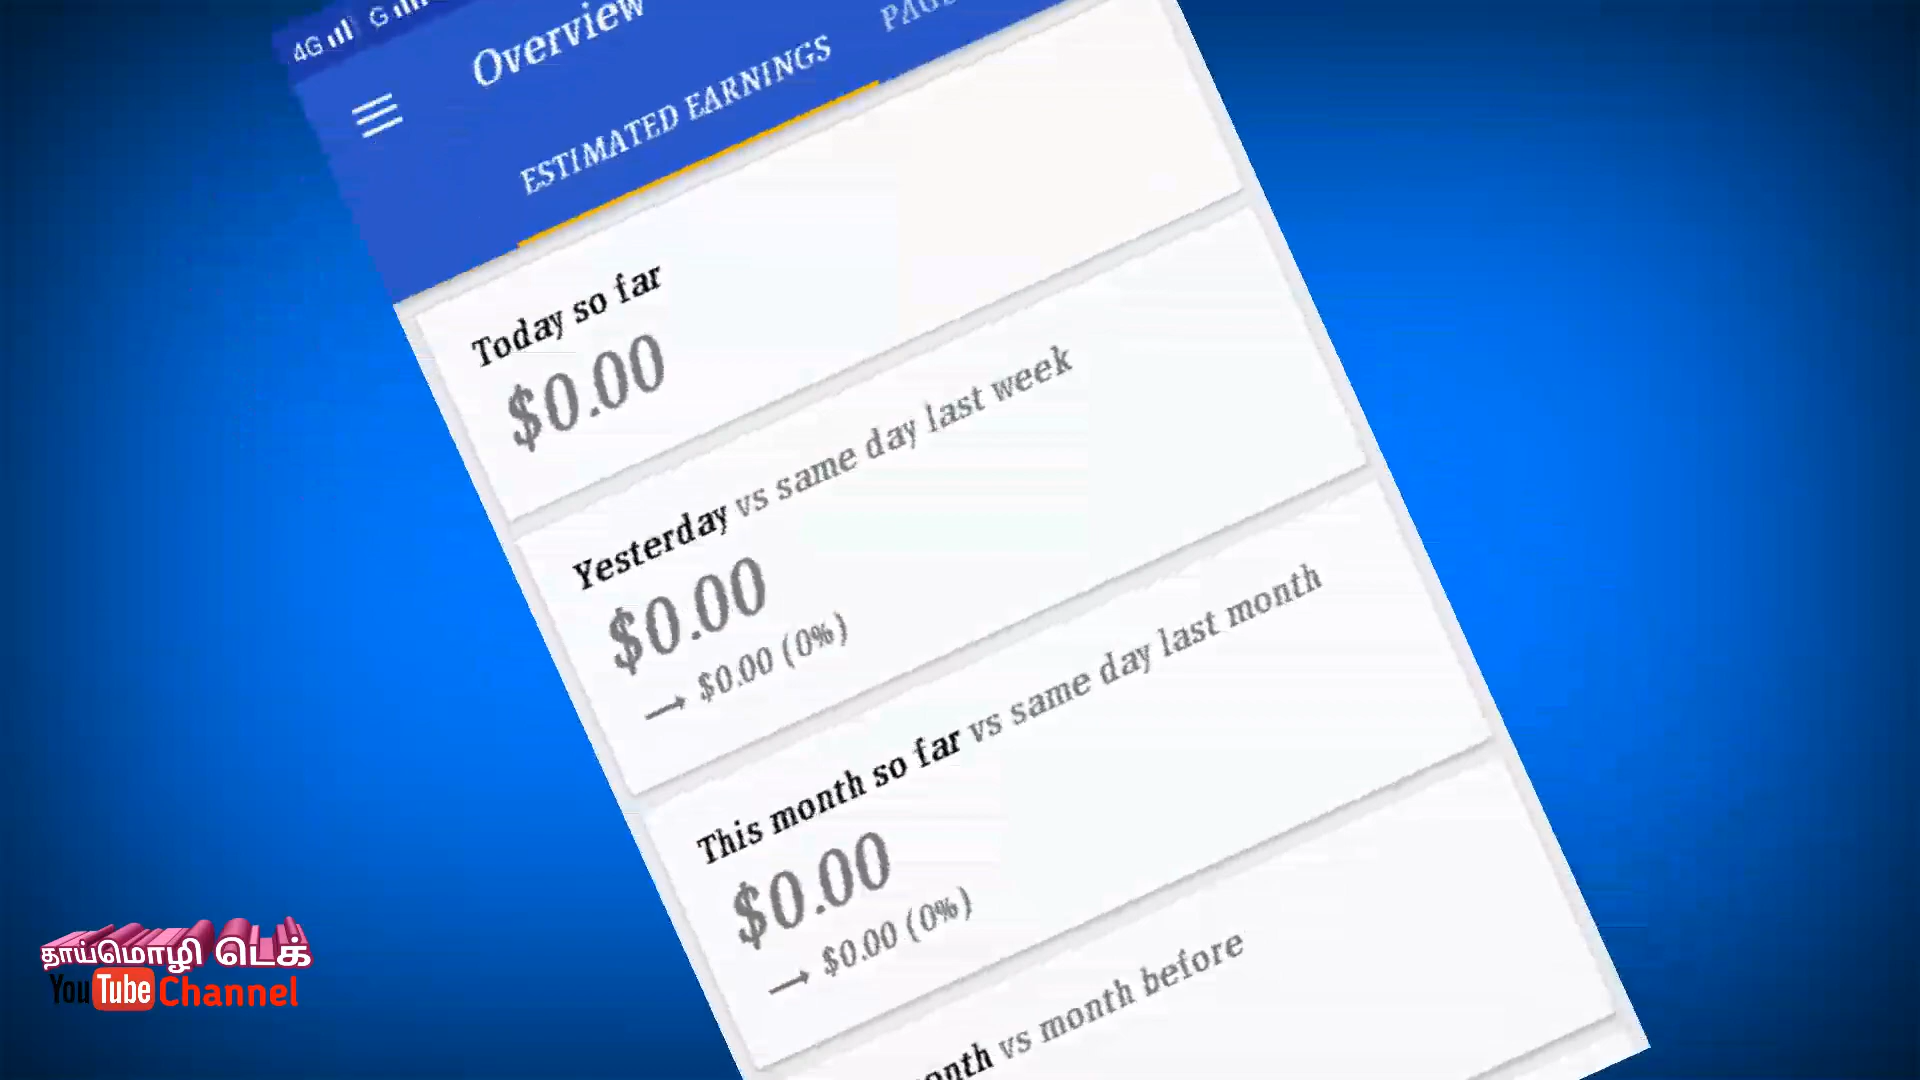 4G G
Overview
ESTIMATED EARNINGS
Today so far
$0.00
Yesterday vs same day last week
$0.00
→ $0.00 (0%)
This month so far vs same day last month
$0.00
→ $0.00 (0%)
vs month before
தாய்மொழி டெக்
YouTube Channel